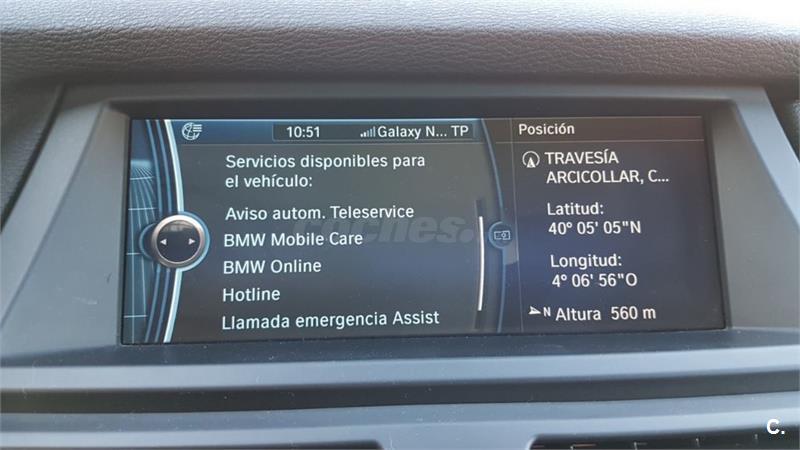 10:51 Galaxy N... TP
Servicios disponibles para
el vehículo:
Aviso autom. Teleservice
BMW Mobile Care
BMW Online
Hotline
Llamada emergencia Assist
Posición
TRAVESÍA
ARCICOLLAR, C...
Latitud:
40° 05' 05"N
Longitud:
4° 06' 56"O
N Altura 560 m
coches.
C.